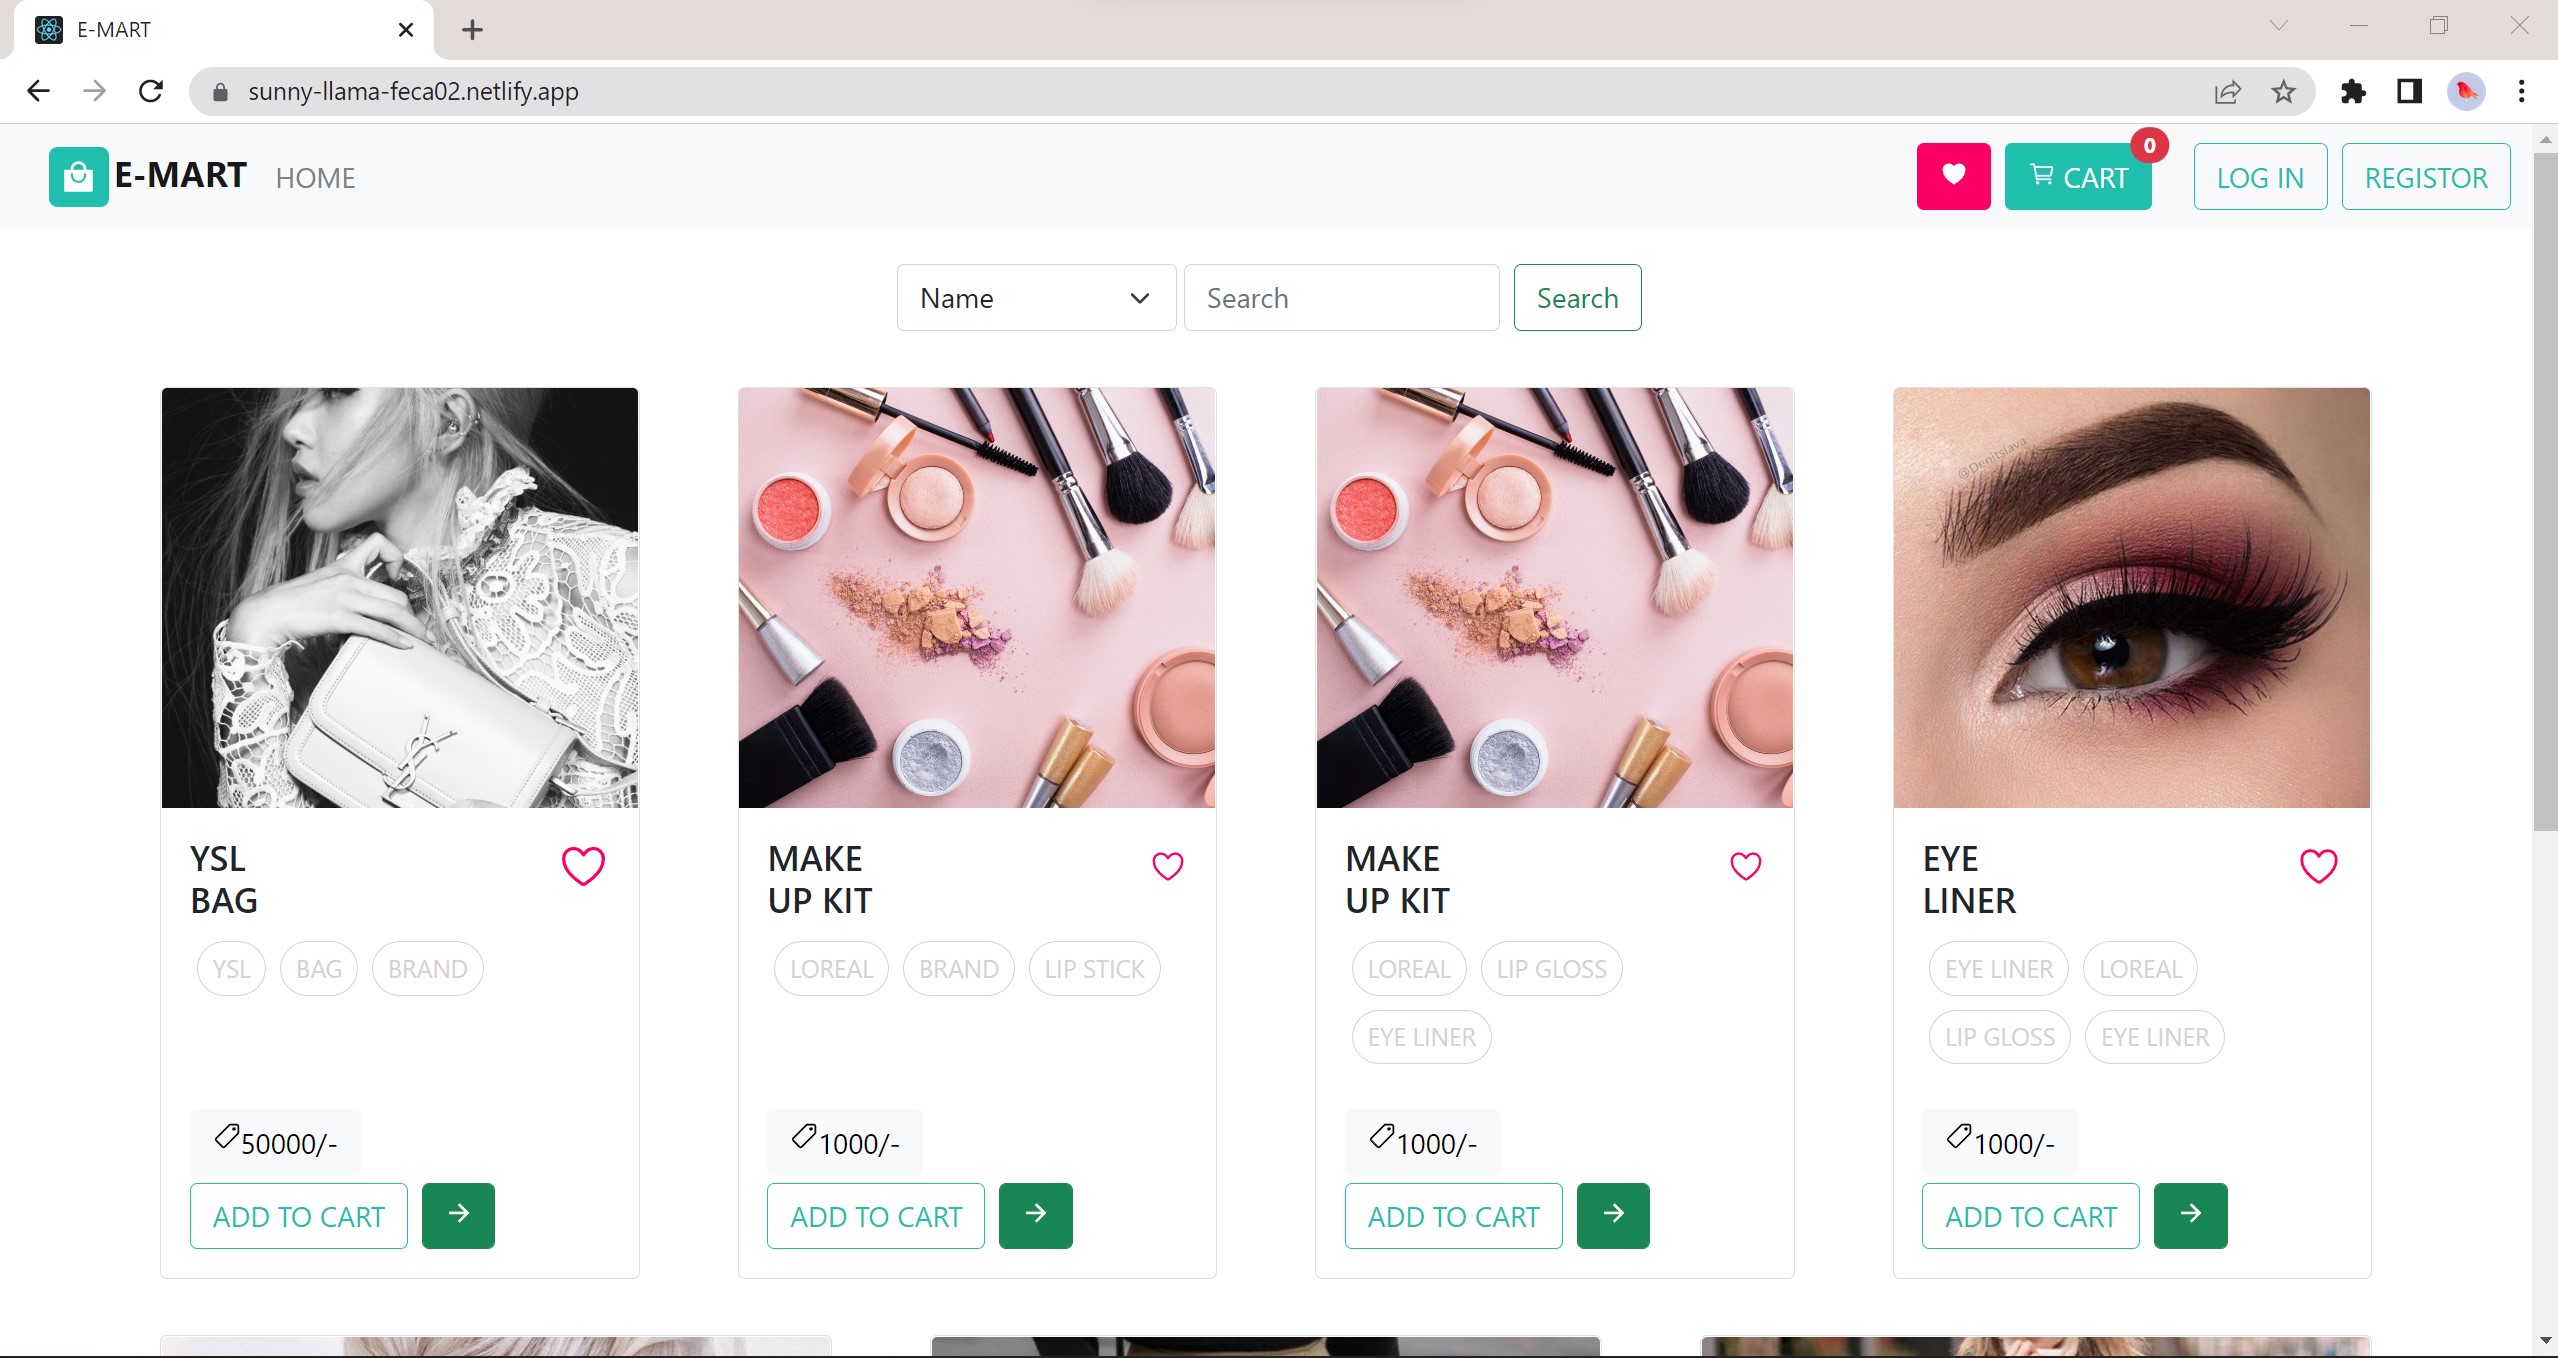 E-MART
sunny-llama-feca02.netlify.app
E-MART HOME
0
CART
LOG IN
REGISTOR
Name
Search
Search
@Denitslava
YSL
BAG
YSL BAG BRAND
50000/-
ADD TO CART
MAKE
UP KIT
LOREAL BRAND LIP STICK
1000/-
ADD TO CART
MAKE
UP KIT
LOREAL LIP GLOSS
EYE LINER
1000/-
ADD TO CART
EYE
LINER
EYE LINER LOREAL
LIP GLOSS EYE LINER
1000/-
ADD TO CART